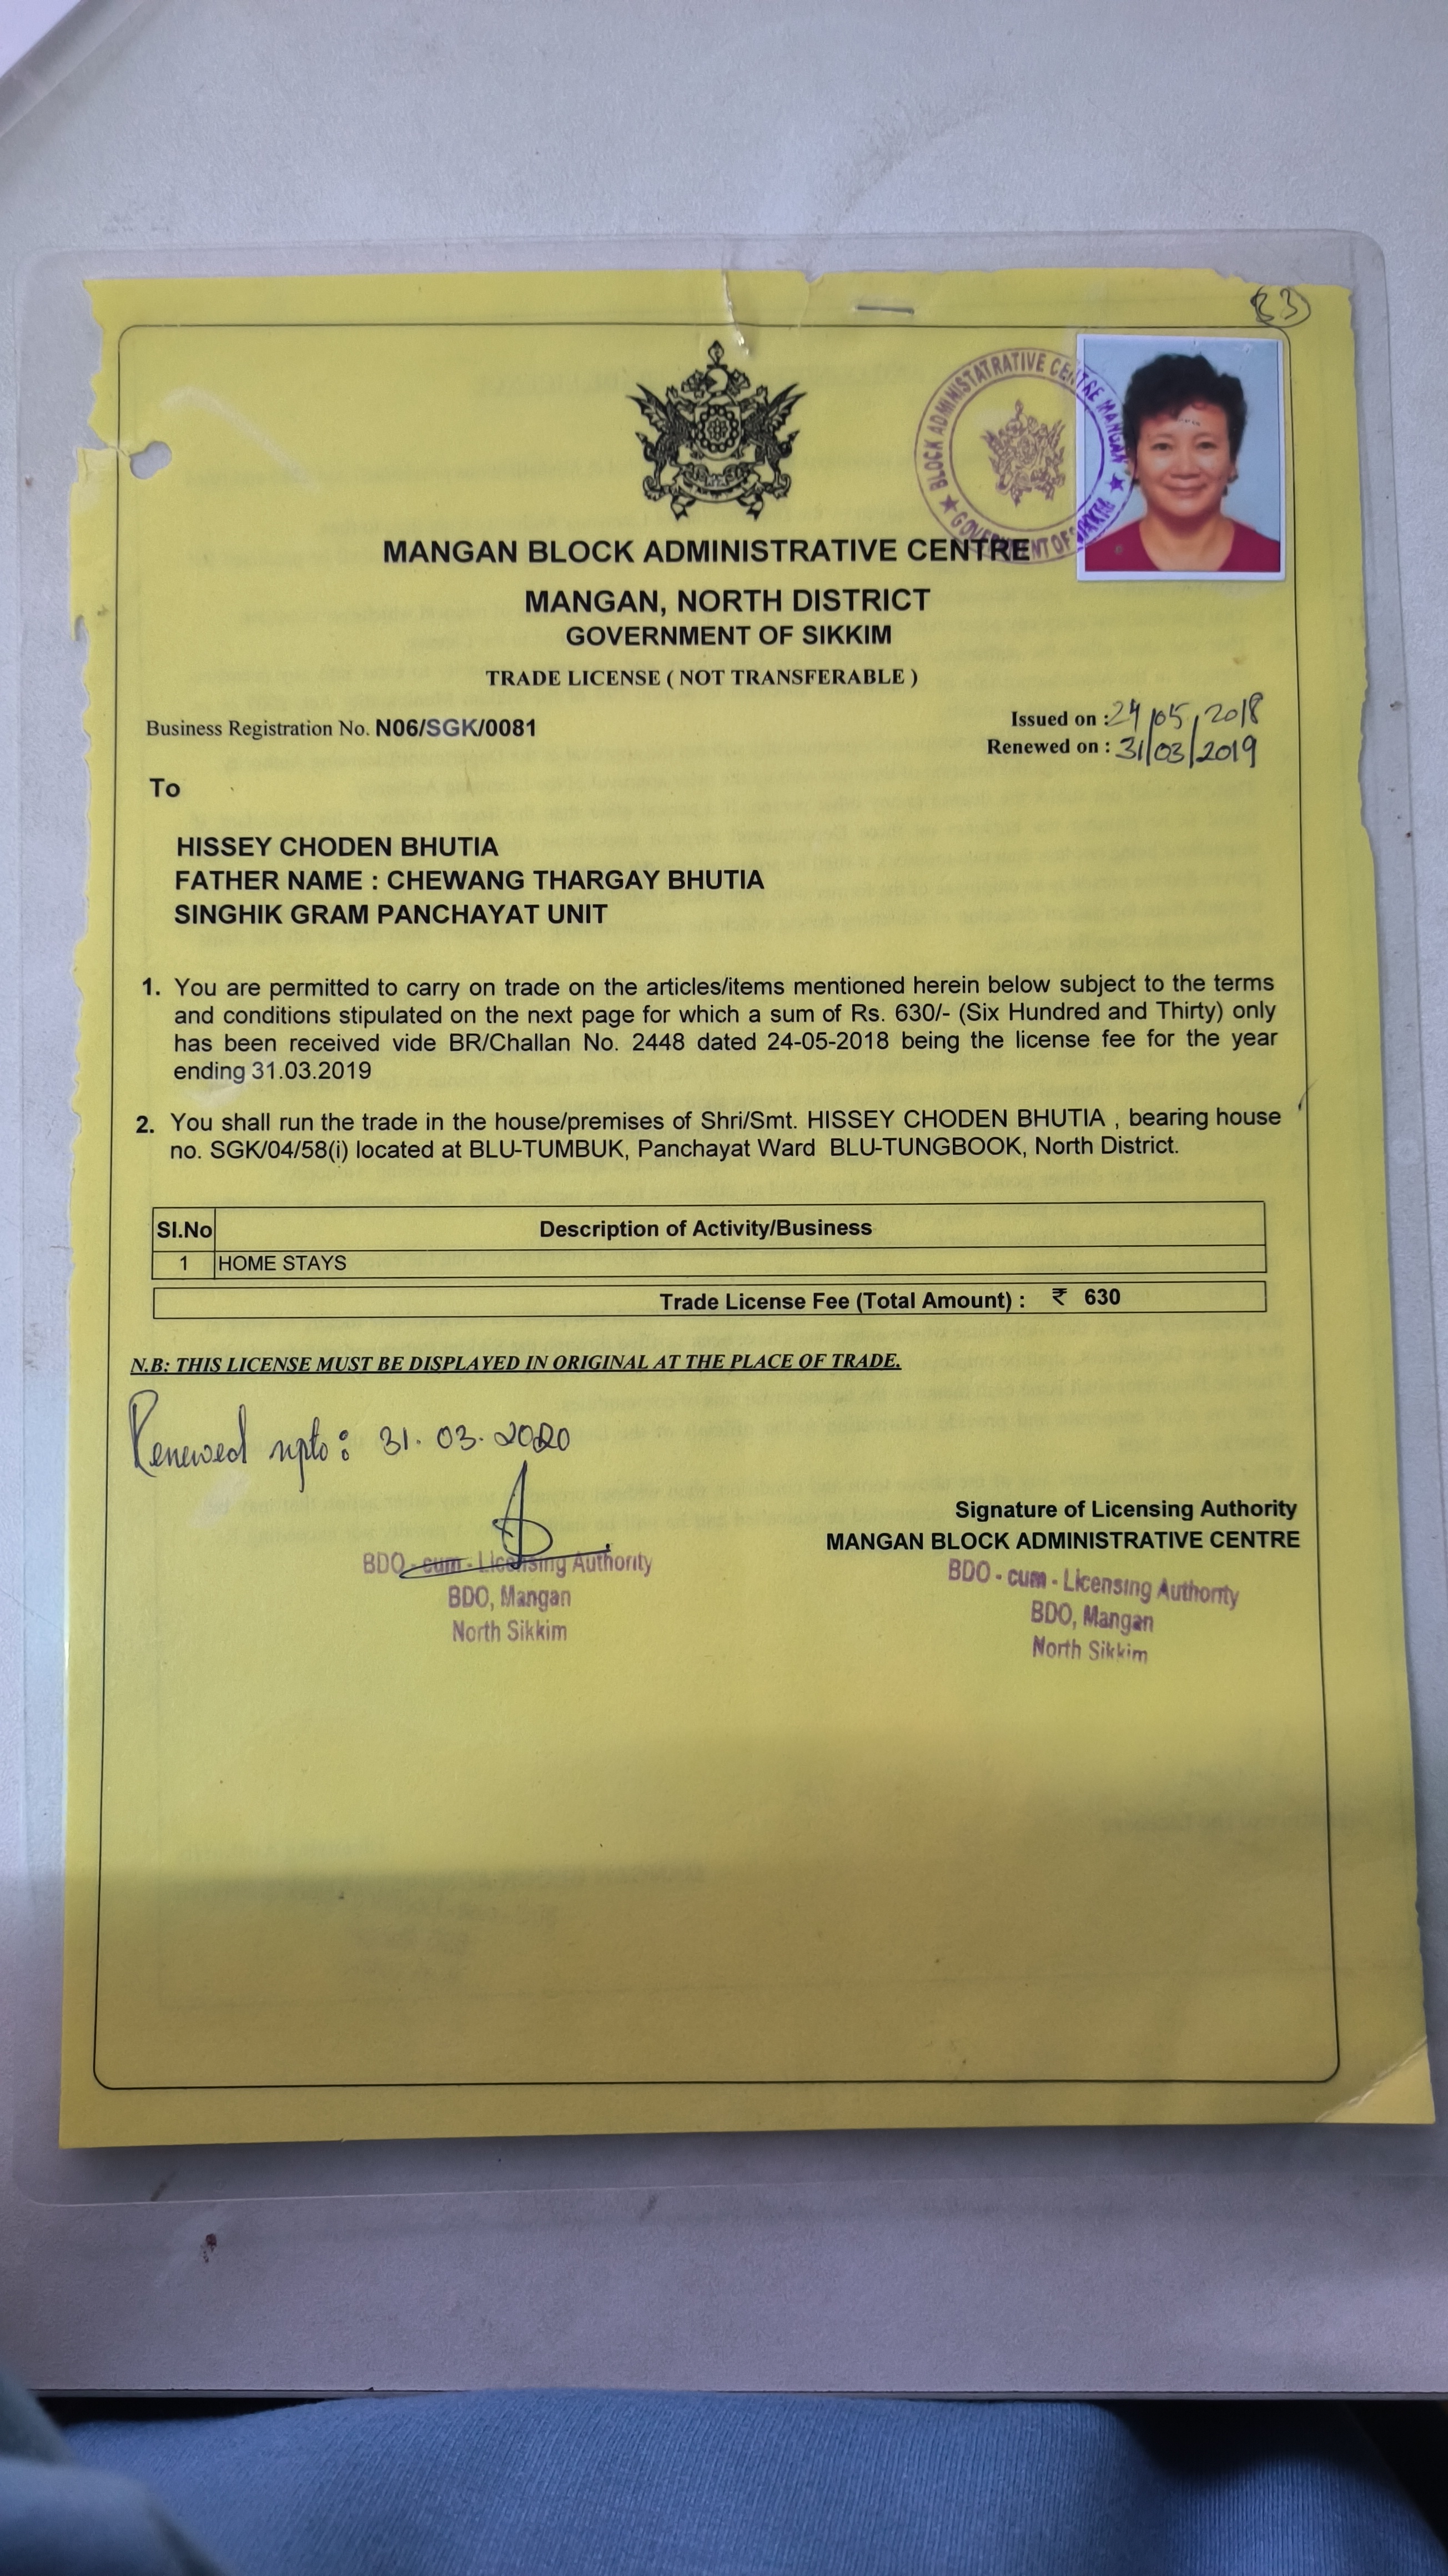 33
BLOCK ADMINISTATRATIVE CENTRE MANGAN
GOVERNMENT OF SIKKIM
MANGAN BLOCK ADMINISTRATIVE CENTRE
MANGAN, NORTH DISTRICT
GOVERNMENT OF SIKKIM
TRADE LICENSE ( NOT TRANSFERABLE )
Business Registration No. N06/SGK/0081
Issued on : 24/05/2018
Renewed on : 31/03/2019
To
HISSEY CHODEN BHUTIA
FATHER NAME : CHEWANG THARGAY BHUTIA
SINGHIK GRAM PANCHAYAT UNIT
1. You are permitted to carry on trade on the articles/items mentioned herein below subject to the terms
and conditions stipulated on the next page for which a sum of Rs. 630/- (Six Hundred and Thirty) only
has been received vide BR/Challan No. 2448 dated 24-05-2018 being the license fee for the year
ending 31.03.2019
2. You shall run the trade in the house/premises of Shri/Smt. HISSEY CHODEN BHUTIA , bearing house
no. SGK/04/58(i) located at BLU-TUMBUK, Panchayat Ward BLU-TUNGBOOK, North District.
Sl.No Description of Activity/Business
1 HOME STAYS
Trade License Fee (Total Amount) : ₹ 630
N.B: THIS LICENSE MUST BE DISPLAYED IN ORIGINAL AT THE PLACE OF TRADE.
Renewed upto: 31.03.2020
BDO - cum - Licensing Authority
BDO, Mangan
North Sikkim
Signature of Licensing Authority
MANGAN BLOCK ADMINISTRATIVE CENTRE
BDO - cum - Licensing Authority
BDO, Mangan
North Sikkim